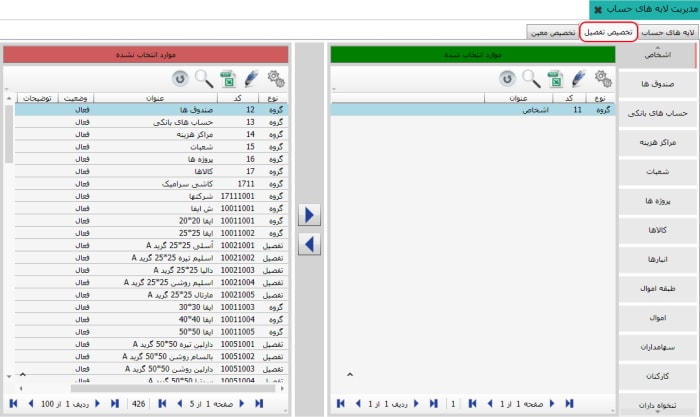 مدیریت لایه های حساب
لایه های حساب
تخصیص تفصیل
تخصیص معین
اشخاص
صندوق ها
حساب های بانکی
مراکز هزینه
شعبات
پروژه ها
کالاها
انبارها
طبقه اموال
اموال
سهامداران
کارکنان
تنخواه داران
موارد انتخاب شده
نوع کد عنوان
گروه 11 اشخاص
صفحه 1 از 1
ردیف 1 از 1
1
موارد انتخاب نشده
نوع کد عنوان وضعیت توضیحات
گروه 12 صندوق ها فعال
گروه 13 حساب های بانکی فعال
گروه 14 مراکز هزینه فعال
گروه 15 شعبات فعال
گروه 16 پروژه ها فعال
گروه 17 کالاها فعال
گروه 1711 کاشی سرامیک فعال
گروه 17111001 شرکتها فعال
گروه 10011001 ش ایفا فعال
گروه 10011001 ایفا 20*20 فعال
گروه 10011002 ایفا 25*25 فعال
تفصیل 10021001 آسلی 25*25 گرید A فعال
تفصیل 10021002 اسلیم تیره 25*25 گرید A فعال
تفصیل 10021003 دالیا 25*25 گرید A فعال
تفصیل 10021004 اسلیم روشن 25*25 گرید A فعال
تفصیل 10021005 مارتال 25*25 گرید A فعال
گروه 10011003 ایفا 30*30 فعال
گروه 10011004 ایفا 40*40 فعال
گروه 10011005 ایفا 50*50 فعال
تفصیل 10051001 دارلین تیره 50*50 گرید A فعال
تفصیل 10051002 بالسام روشن 50*50 گرید A فعال
تفصیل 10051003 دارلین روشن 50*50 گرید A فعال
تفصیل 10051004 50*50 گرید A فعال
صفحه 1 از 5
426
ردیف 1 از 100